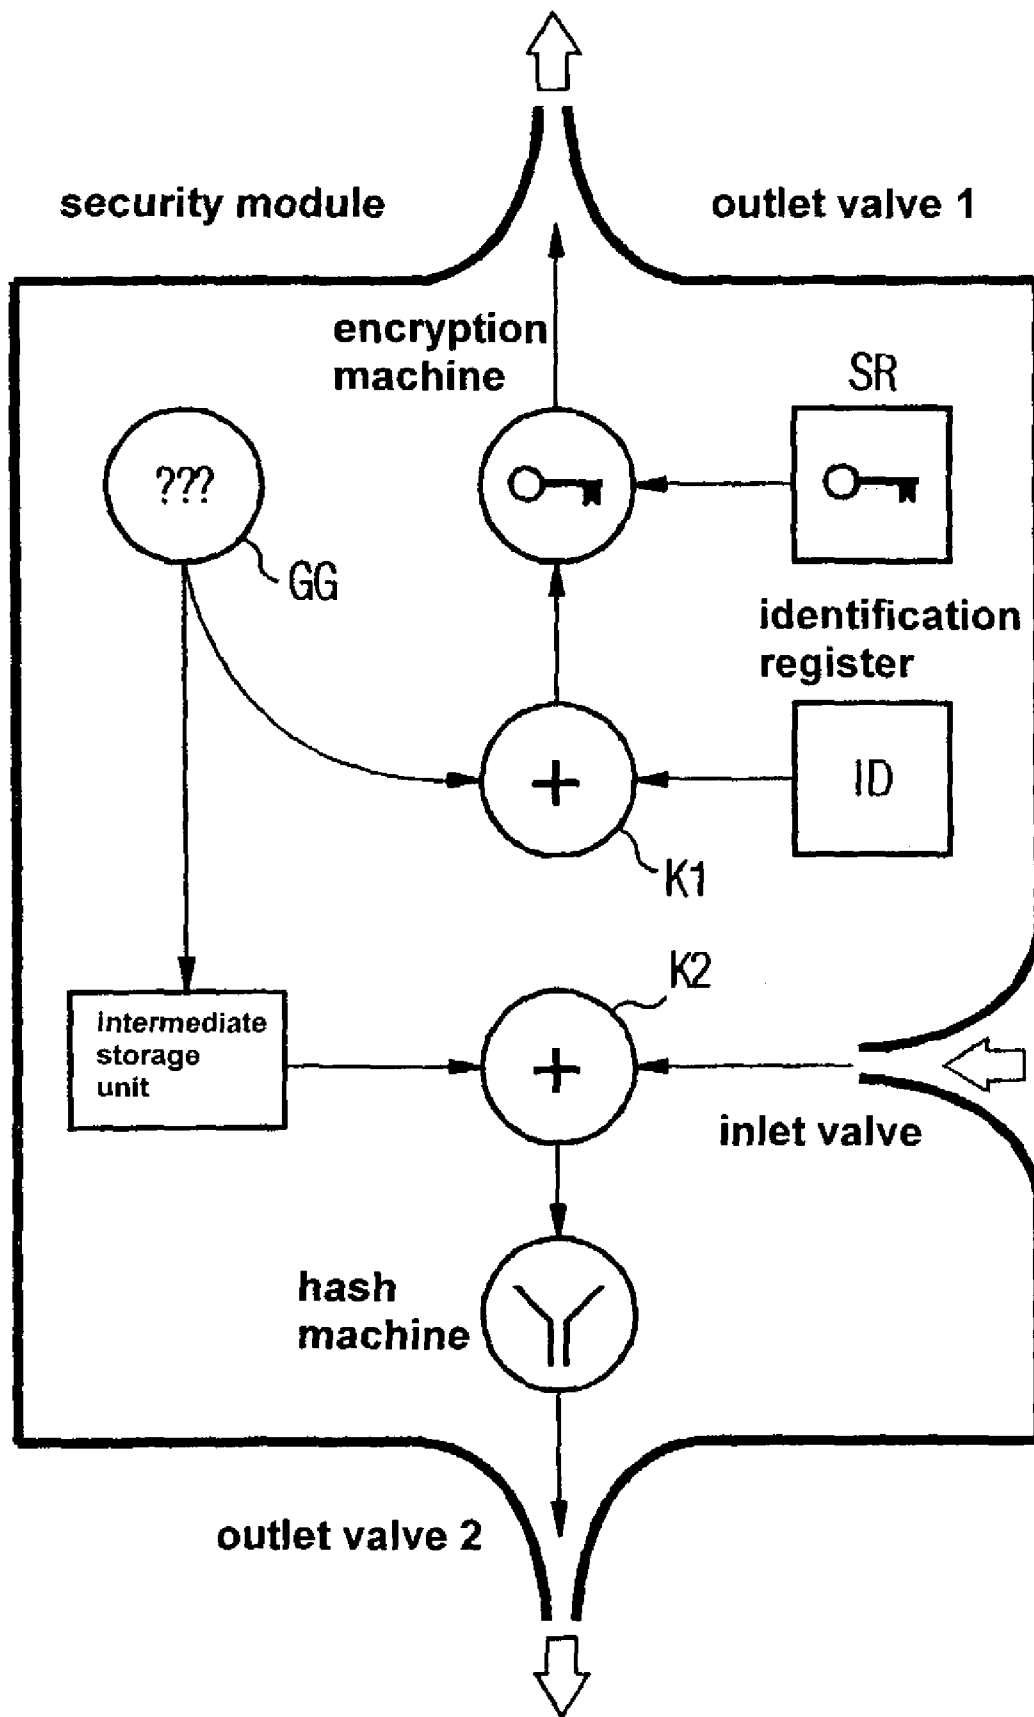 security module
outlet valve 1
encryption
machine
SR
???
GG
identification
register
ID
+
K1
K2
intermediate
storage
unit
+
inlet valve
hash
machine
outlet valve 2